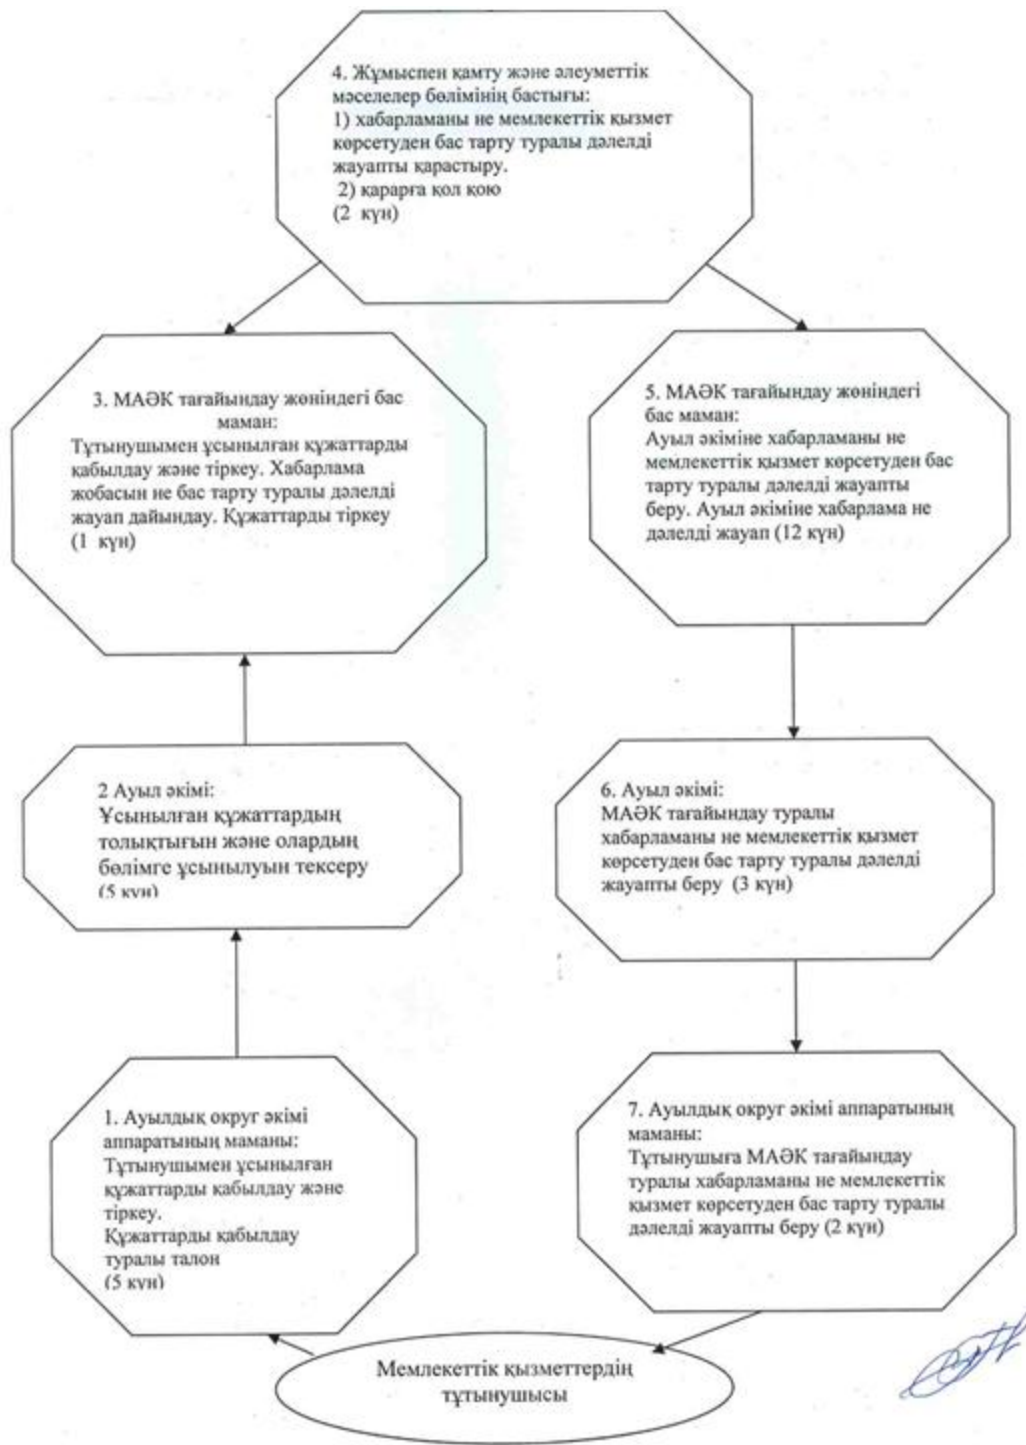 4. Жұмыспен қамту және әлеуметтік
мәселелер бөлімінің бастығы:
1) хабарламаны не мемлекеттік қызмет
көрсетуден бас тарту туралы дәлелді
жауапты қарастыру.
2) қарарға қол қою
(2 күн)
3. МАӘК тағайындау жөніндегі бас
маман:
Тұтынушымен ұсынылған құжаттарды
қабылдау және тіркеу. Хабарлама
жобасын не бас тарту туралы дәлелді
жауап дайындау. Құжаттарды тіркеу
(1 күн)
5. МАӘК тағайындау жөніндегі
бас маман:
Ауыл әкіміне хабарламаны не
мемлекеттік қызмет көрсетуден бас
тарту туралы дәлелді жауапты
беру. Ауыл әкіміне хабарлама не
дәлелді жауап (12 күн)
2 Ауыл әкімі:
Ұсынылған құжаттардың
толықтығын және олардың
бөлімге ұсынылуын тексеру
(5 күн)
6. Ауыл әкімі:
МАӘК тағайындау туралы
хабарламаны не мемлекеттік қызмет
көрсетуден бас тарту туралы дәлелді
жауапты беру (3 күн)
1. Ауылдық округ әкімі
аппаратының маманы:
Тұтынушымен ұсынылған
құжаттарды қабылдау және
тіркеу.
Құжаттарды қабылдау
туралы талон
(5 күн)
7. Ауылдық округ әкімі аппаратының
маманы:
Тұтынушыға МАӘК тағайындау
туралы хабарламаны не мемлекеттік
қызмет көрсетуден бас тарту туралы
дәлелді жауапты беру (2 күн)
Мемлекеттік қызметтердің
тұтынушысы